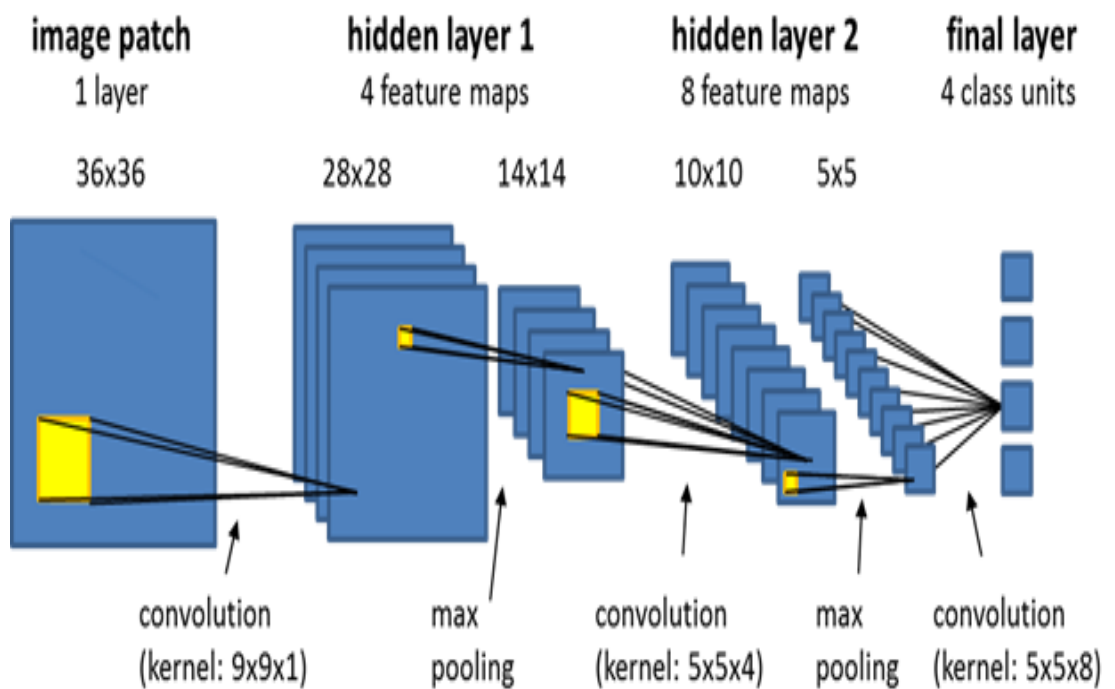 image patch
1 layer
hidden layer 1
4 feature maps
hidden layer 2
8 feature maps
final layer
4 class units
36x36
28x28
14x14
10x10
5x5
convolution
(kernel: 9x9x1)
max
pooling
convolution
(kernel: 5x5x4)
max
pooling
convolution
(kernel: 5x5x8)